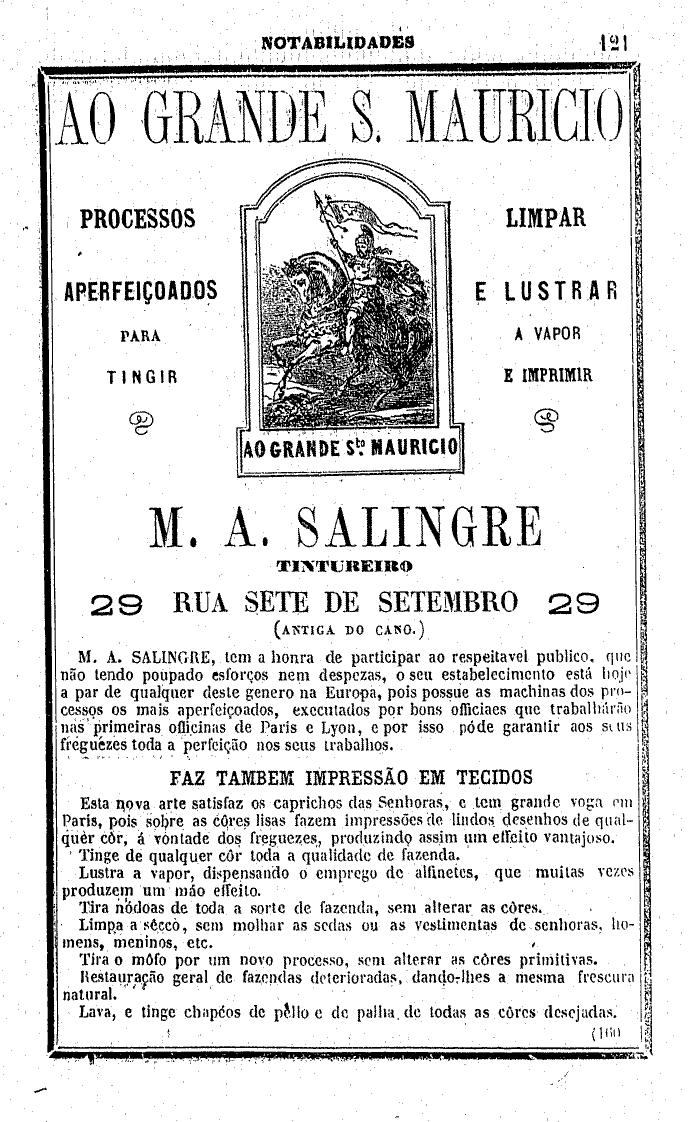 NOTABILIDADES 121
AO GRANDE S. MAURICIO
PROCESSOS
APERFEIÇOADOS
PARA
TINGIR
LIMPAR
E LUSTRAR
A VAPOR
E IMPRIMIR
AO GRANDE Sto. MAURICIO
M. A. SALINGRE
TINTUREIRO
29 RUA SETE DE SETEMBRO 29
(ANTIGA DO CANO.)
M. A. SALINGRE, tem a honra de participar ao respeitavel publico, que
não tendo poupado esforços nem despezas, o seu estabelecimento está hoje
a par de qualquer deste genero na Europa, pois possue as machinas dos pro-
cessos os mais aperfeiçoados, executados por bons officiaes que trabalhárão
nas primeiras officinas de Paris e Lyon, e por isso póde garantir aos seus
freguezes toda a perfeição nos seus trabalhos.
FAZ TAMBEM IMPRESSÃO EM TECIDOS
Esta nova arte satisfaz os caprichos das Senhoras, e tem grande voga em
Paris, pois sobre as côres lisas fazem impressões de lindos desenhos de qual-
quer côr, á vontade dos freguezes, produzindo assim um effeito vantajoso.
Tinge de qualquer côr toda a qualidade de fazenda.
Lustra a vapor, dispensando o emprego de alfinetes, que muitas vezes
produzem um máo effeito.
Tira nódoas de toda a sorte de fazenda, sem alterar as côres.
Limpa a sêcco, sem molhar as sedas ou as vestimentas de senhoras, ho-
mens, meninos, etc.
Tira o môfo por um novo processo, sem alterar as côres primitivas.
Restauração geral de fazendas deterioradas, dando-lhes a mesma frescura
natural.
Lava, e tinge chapéos de pêllo e de palha de todas as côres desejadas.
(160